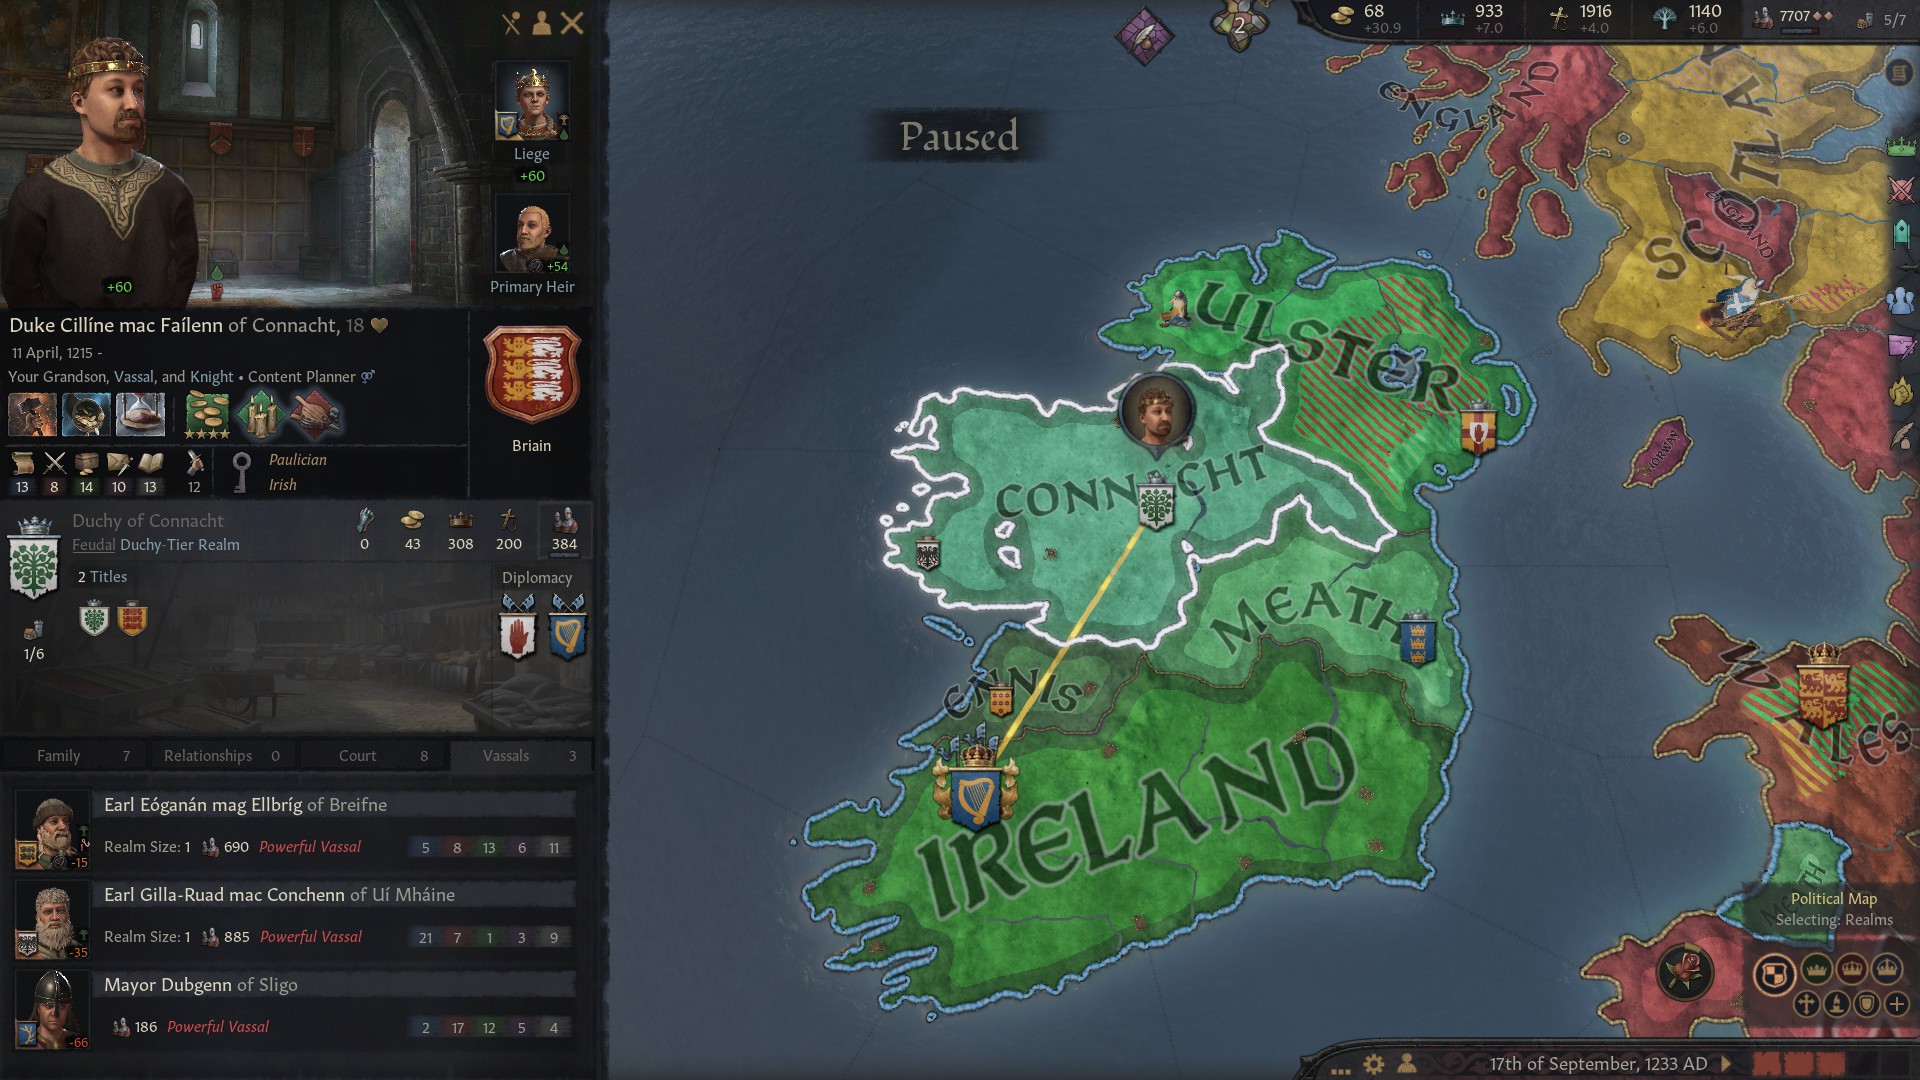 68
+30.9
933
+7.0
1916
+4.0
1140
+6.0
7707
5/7
2
Paused
Liege
+60
+54
Primary Heir
+60
Duke Cillíne mac Faílenn of Connacht, 18
11 April, 1215 -
Your Grandson, Vassal, and Knight • Content Planner
Briain
13
8
14
10
13
12
Paulician
Irish
Duchy of Connacht
Feudal Duchy-Tier Realm
0
43
308
200
384
2 Titles
Diplomacy
1/6
Family 7
Relationships 0
Court 8
Vassals 3
Earl Eóganán mag Ellbríg of Breifne
Realm Size: 1 690 Powerful Vassal
5 8 13 6 11
-15
Earl Gilla-Ruad mac Conchenn of Uí Mháine
Realm Size: 1 885 Powerful Vassal
21 7 1 3 9
-35
Mayor Dubgenn of Sligo
186 Powerful Vassal
2 17 12 5 4
-66
ENGLAND
SCOTLA
ENGLAND
ULSTER
CONNACHT
NORWAY
MEATH
ENNIS
IRELAND
WALES
Political Map
Selecting: Realms
... 17th of September, 1233 AD